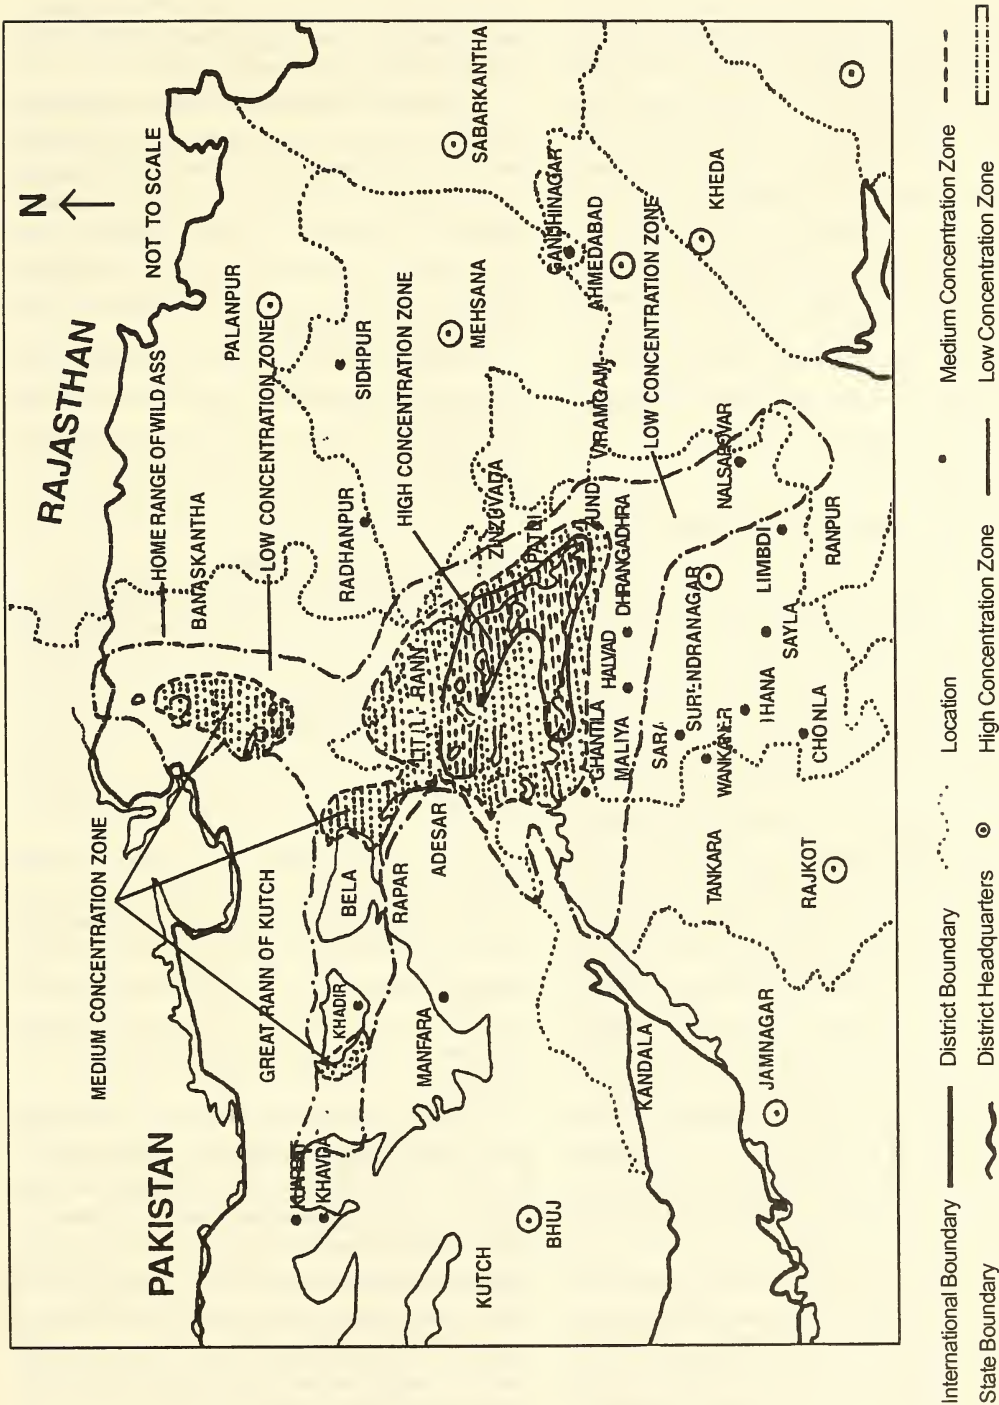 N
NOT TO SCALE
RAJASTHAN
PAKISTAN
MEDIUM CONCENTRATION ZONE
HOME RANGE OF WILD ASS
BANASKANTHA
PALANPUR
LOW CONCENTRATION ZONE
GREAT RANN OF KUTCH
SIDHPUR
RADHANPUR
HIGH CONCENTRATION ZONE
SABARKANTHA
MEHSANA
KHAVDA
KHADIR
BELA
RAPAR
ADESAR
MANFARA
RANN
ZINZUVADA
PATDI
VIRAMGAM
GANDHINAGAR
AHMEDABAD
LOW CONCENTRATION ZONE
KHEDA
KUTCH
BHUJ
KANDALA
GHANTILA
MALIYA
HALVAD
DHRANGADHRA
SARA
NALSAROVAR
WANKANER
THANA
LIMBDI
SAYLA
CHONLA
RANPUR
TANKARA
RAJKOT
JAMNAGAR
International Boundary
District Boundary
Location
Medium Concentration Zone
State Boundary
District Headquarters
High Concentration Zone
Low Concentration Zone